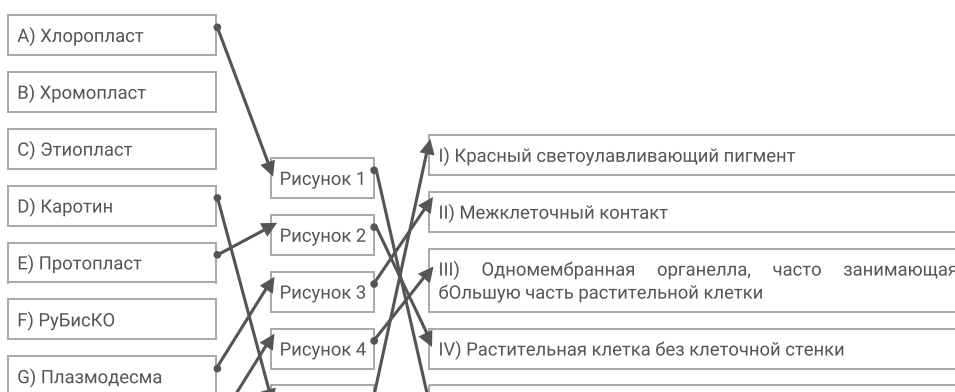 A) Хлоропласт
B) Хромопласт
C) Этиопласт
D) Каротин
E) Протопласт
F) РуБисКО
G) Плазмодесма
Рисунок 1
Рисунок 2
Рисунок 3
Рисунок 4
I) Красный светоулавливающий пигмент
II) Межклеточный контакт
III) Одномембранная органелла, часто занимающая
бОльшую часть растительной клетки
IV) Растительная клетка без клеточной стенки